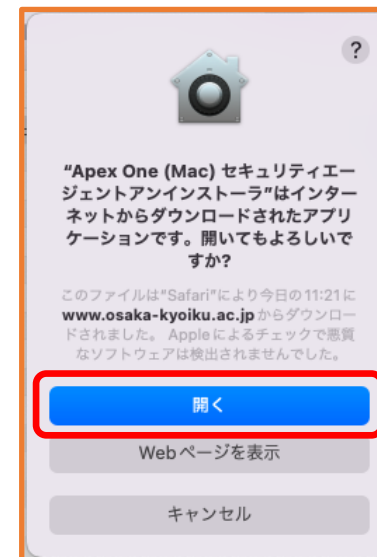 ?
“Apex One (Mac) セキュリティエー
ジェントアンインストーラ”はインター
ネットからダウンロードされたアプリ
ケーションです。開いてもよろしいで
すか?
このファイルは“Safari”により今日の11:21に
www.osaka-kyoiku.ac.jpからダウンロー
ドされました。 Appleによるチェックで悪質
なソフトウェアは検出されませんでした。
開く
Webページを表示
キャンセル